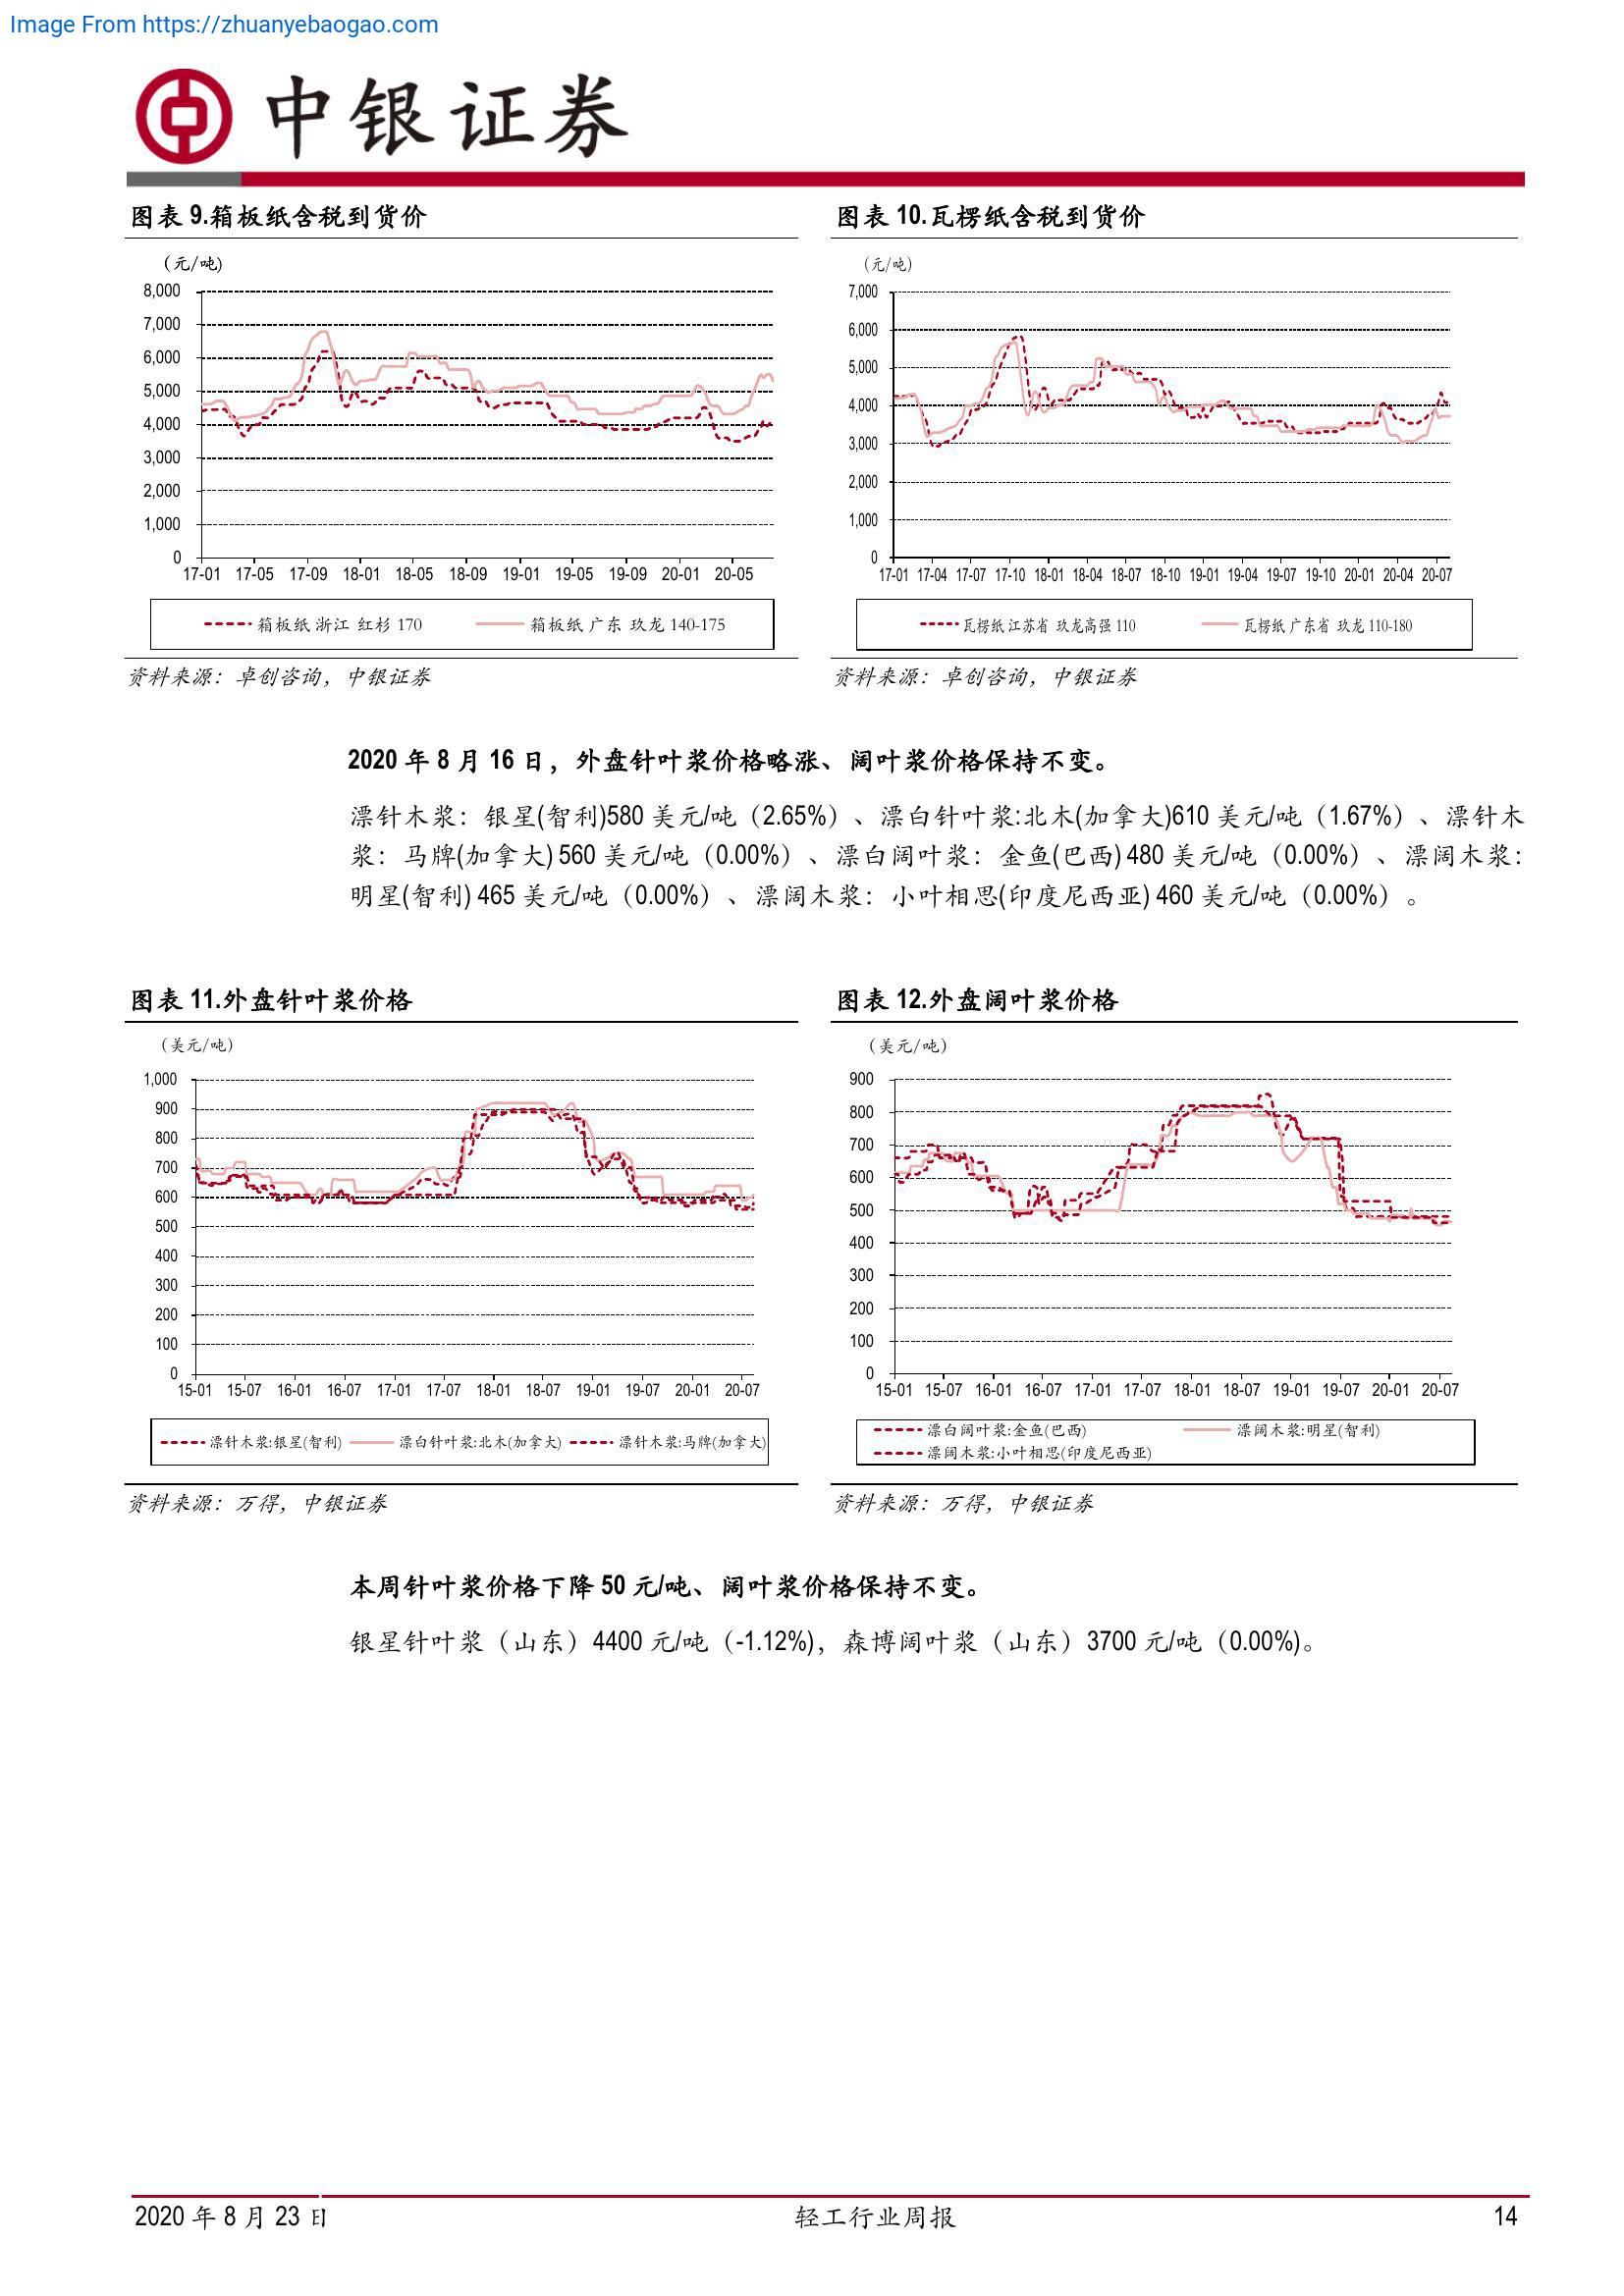 Image From https://zhuanyebaogao.com
中银证券
图表 9.箱板纸含税到货价
（元/吨)
8,000
7,000
6,000
5,000
4,000
3,000
2,000
1,000
0
17-01 17-05 17-09 18-01 18-05 18-09 19-01 19-05 19-09 20-01 20-05
箱板纸 浙江 红杉 170 箱板纸 广东 玖龙 140-175
资料来源：卓创咨询，中银证券
图表 10.瓦楞纸含税到货价
（元/吨）
7,000
6,000
5,000
4,000
3,000
2,000
1,000
0
17-01 17-04 17-07 17-10 18-01 18-04 18-07 18-10 19-01 19-04 19-07 19-10 20-01 20-04 20-07
瓦楞纸 江苏省 玖龙高强 110 瓦楞纸 广东省 玖龙 110-180
资料来源：卓创咨询，中银证券
2020 年 8 月 16 日，外盘针叶浆价格略涨、阔叶浆价格保持不变。
漂针木浆：银星(智利)580 美元/吨（2.65%）、漂白针叶浆:北木(加拿大)610 美元/吨（1.67%）、漂针木
浆：马牌(加拿大) 560 美元/吨（0.00%）、漂白阔叶浆：金鱼(巴西) 480 美元/吨（0.00%）、漂阔木浆：
明星(智利) 465 美元/吨（0.00%）、漂阔木浆：小叶相思(印度尼西亚) 460 美元/吨（0.00%）。
图表 11.外盘针叶浆价格
（美元/吨）
1,000
900
800
700
600
500
400
300
200
100
0
15-01 15-07 16-01 16-07 17-01 17-07 18-01 18-07 19-01 19-07 20-01 20-07
漂针木浆:银星(智利) 漂白针叶浆:北木(加拿大) 漂针木浆:马牌(加拿大)
资料来源：万得，中银证券
图表 12.外盘阔叶浆价格
（美元/吨）
900
800
700
600
500
400
300
200
100
0
15-01 15-07 16-01 16-07 17-01 17-07 18-01 18-07 19-01 19-07 20-01 20-07
漂白阔叶浆:金鱼(巴西) 漂阔木浆:明星(智利)
漂阔木浆:小叶相思(印度尼西亚)
资料来源：万得，中银证券
本周针叶浆价格下降 50 元/吨、阔叶浆价格保持不变。
银星针叶浆（山东）4400 元/吨（-1.12%)，森博阔叶浆（山东）3700 元/吨（0.00%)。
2020 年 8 月 23 日 轻工行业周报 14